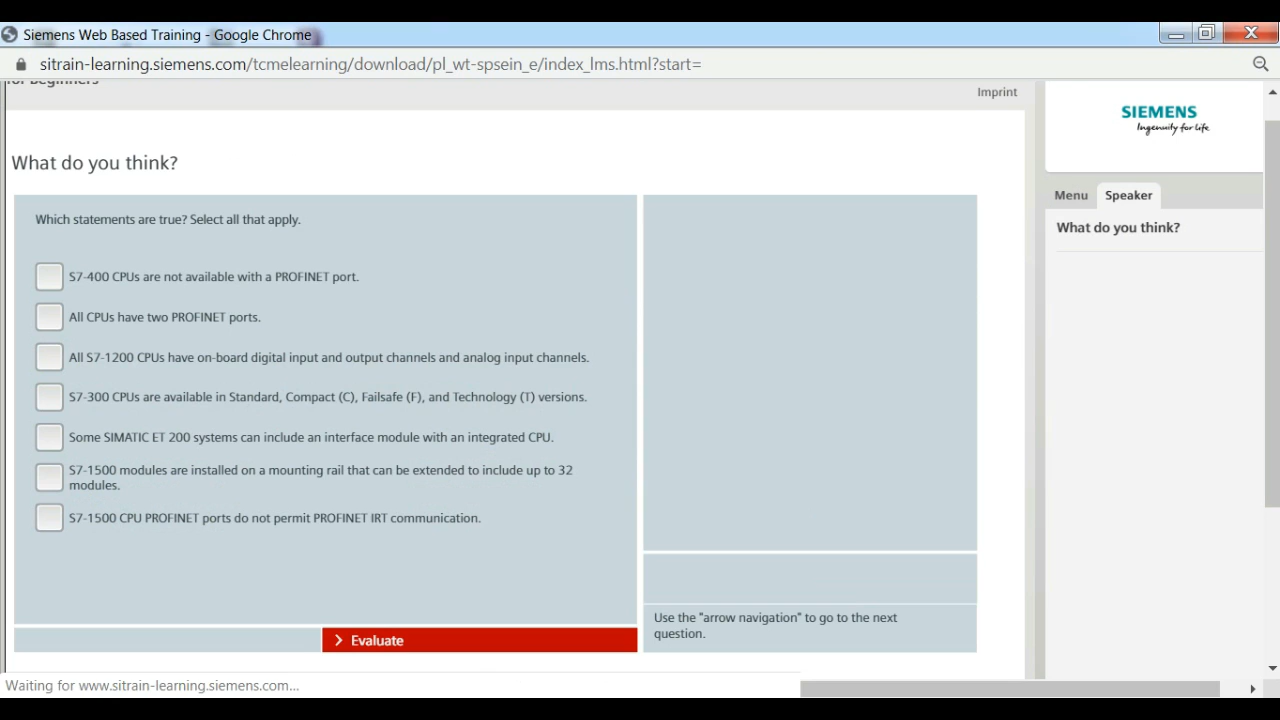 Siemens Web Based Training - Google Chrome
sitrain-learning.siemens.com/tcmelearning/download/pl_wt-spsein_e/index_lms.html?start=
for Beginners
Imprint
SIEMENS
Ingenuity for life
What do you think?
Menu
Speaker
What do you think?
Which statements are true? Select all that apply.
S7-400 CPUs are not available with a PROFINET port.
All CPUs have two PROFINET ports.
All S7-1200 CPUs have on-board digital input and output channels and analog input channels.
S7-300 CPUs are available in Standard, Compact (C), Failsafe (F), and Technology (T) versions.
Some SIMATIC ET 200 systems can include an interface module with an integrated CPU.
S7-1500 modules are installed on a mounting rail that can be extended to include up to 32
modules.
S7-1500 CPU PROFINET ports do not permit PROFINET IRT communication.
Use the "arrow navigation" to go to the next
question.
Evaluate
Waiting for www.sitrain-learning.siemens.com...